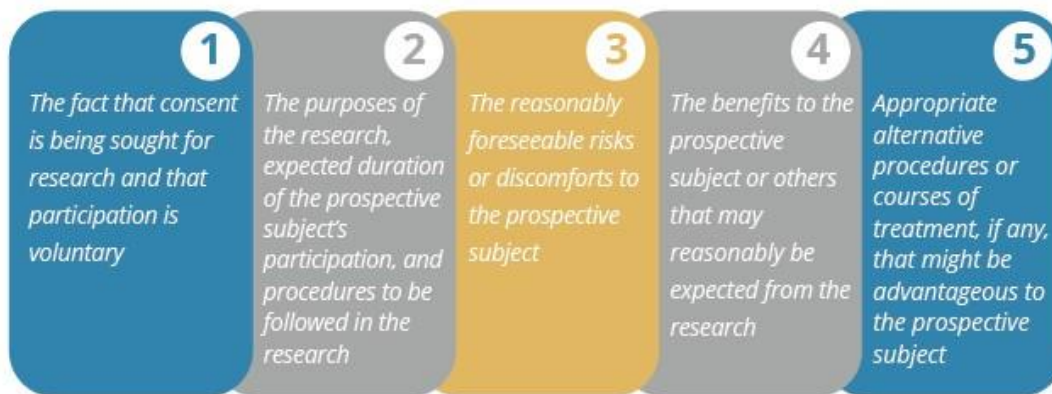 1
The fact that consent
is being sought for
research and that
participation is
voluntary
2
The purposes of
the research,
expected duration
of the prospective
subject's
participation, and
procedures to be
followed in the
research
3
The reasonably
foreseeable risks
or discomforts to
the prospective
subject
4
The benefits to the
prospective
subject or others
that may
reasonably be
expected from the
research
5
Appropriate
alternative
procedures or
courses of
treatment, if any,
that might be
advantageous to
the prospective
subject